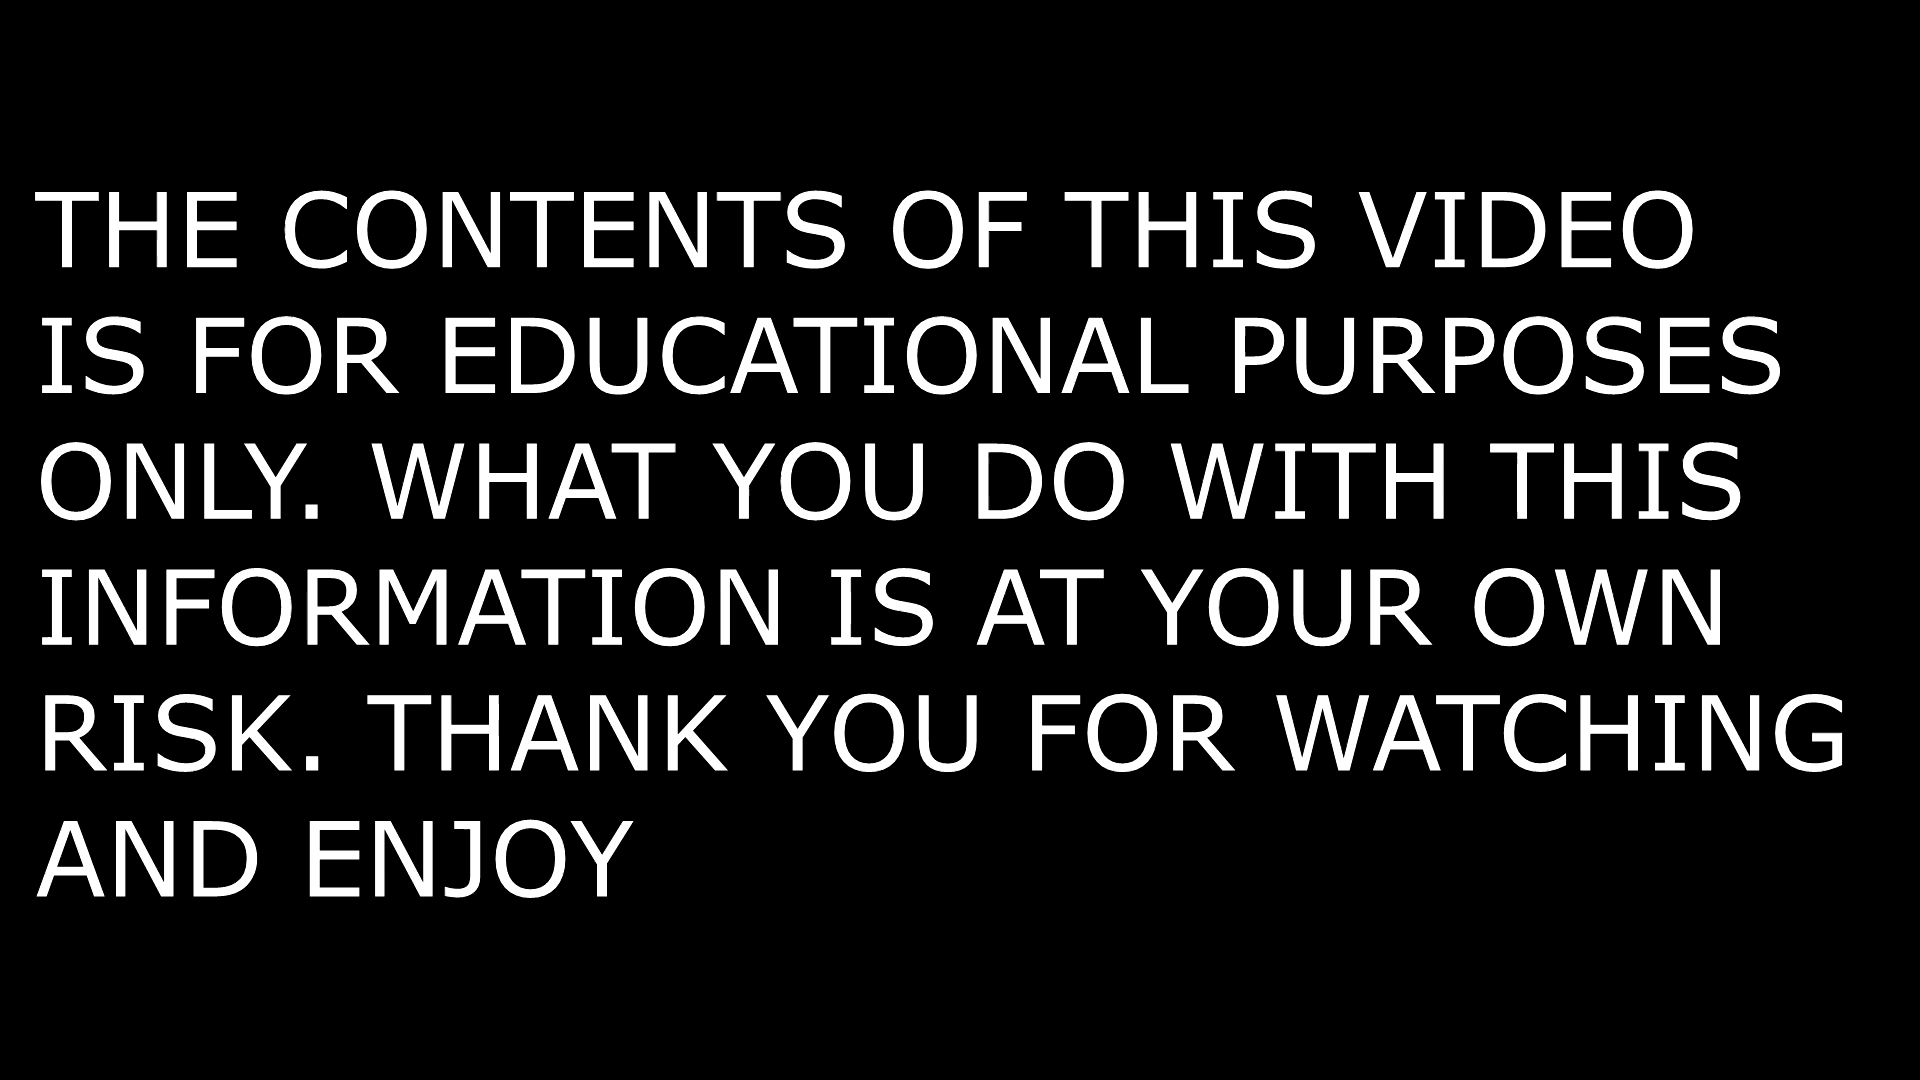 THE CONTENTS OF THIS VIDEO
IS FOR EDUCATIONAL PURPOSES
ONLY. WHAT YOU DO WITH THIS
INFORMATION IS AT YOUR OWN
RISK. THANK YOU FOR WATCHING
AND ENJOY